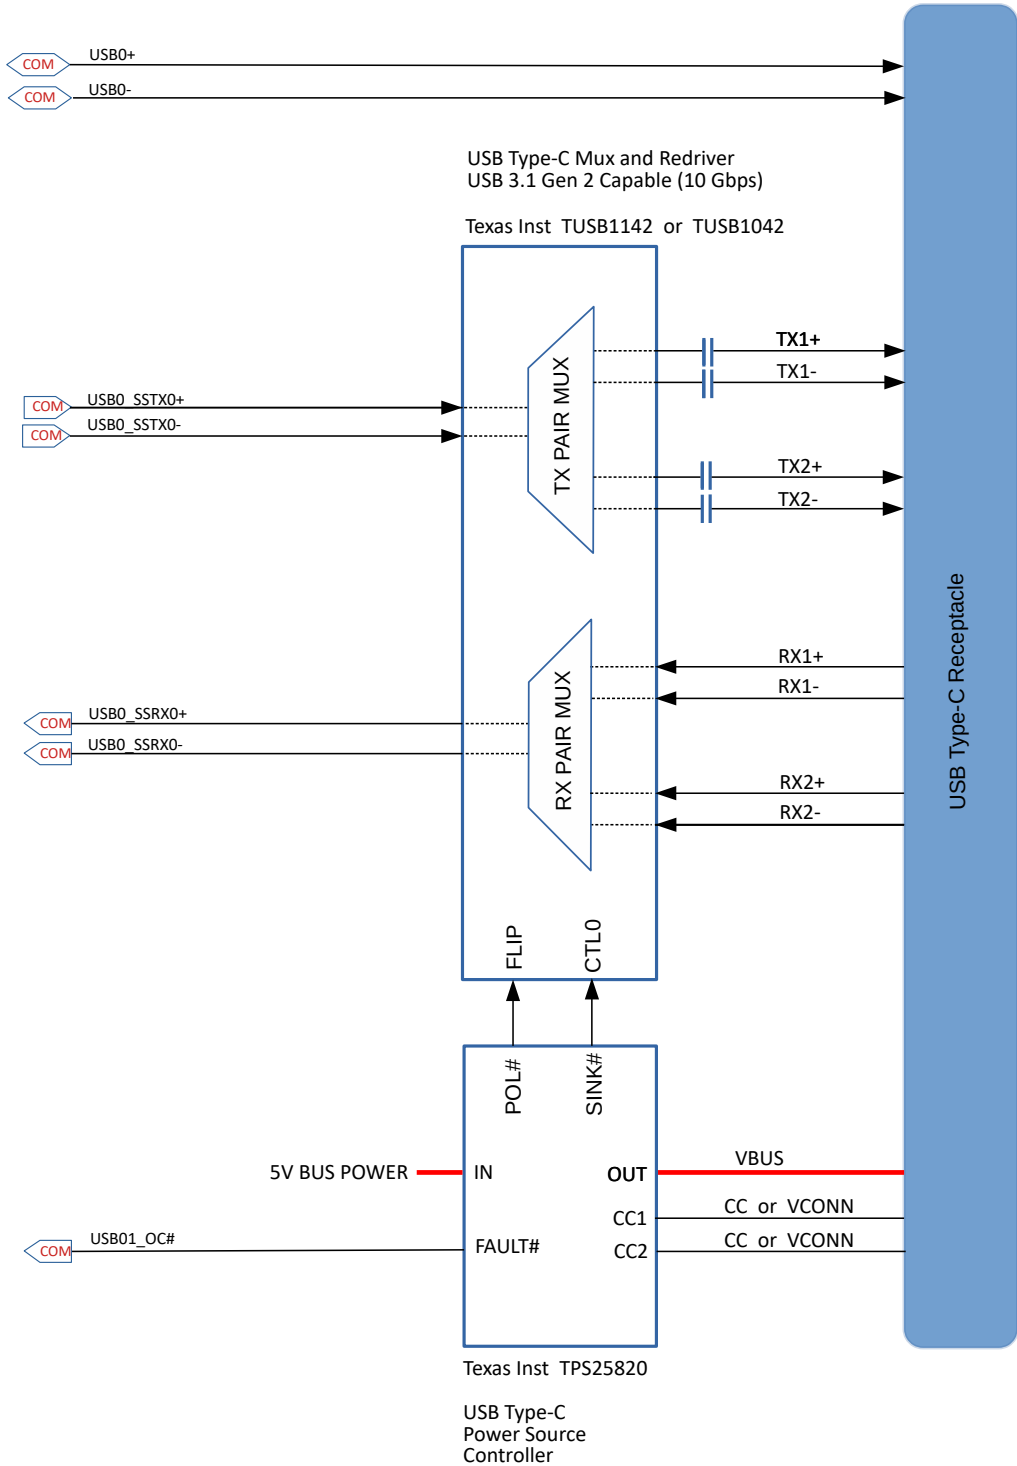 COM USB0+
COM USB0-
USB Type-C Mux and Redriver
USB 3.1 Gen 2 Capable (10 Gbps)
Texas Inst TUSB1142 or TUSB1042
TX PAIR MUX
TX1+
TX1-
COM USB0_SSTX0+
COM USB0_SSTX0-
TX2+
TX2-
USB Type-C Receptacle
RX PAIR MUX
RX1+
RX1-
COM USB0_SSRX0+
COM USB0_SSRX0-
RX2+
RX2-
FLIP
CTL0
POL#
SINK#
5V BUS POWER
IN
OUT
VBUS
CC1
CC or VCONN
COM USB01_OC#
FAULT#
CC2
CC or VCONN
Texas Inst TPS25820
USB Type-C
Power Source
Controller